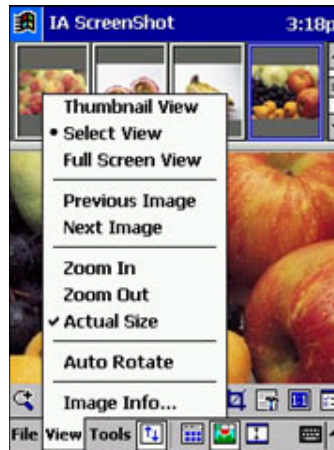 IA ScreenShot 3:18p
Thumbnail View
Select View
Full Screen View
Previous Image
Next Image
Zoom In
Zoom Out
Actual Size
Auto Rotate
Image Info...
File View Tools